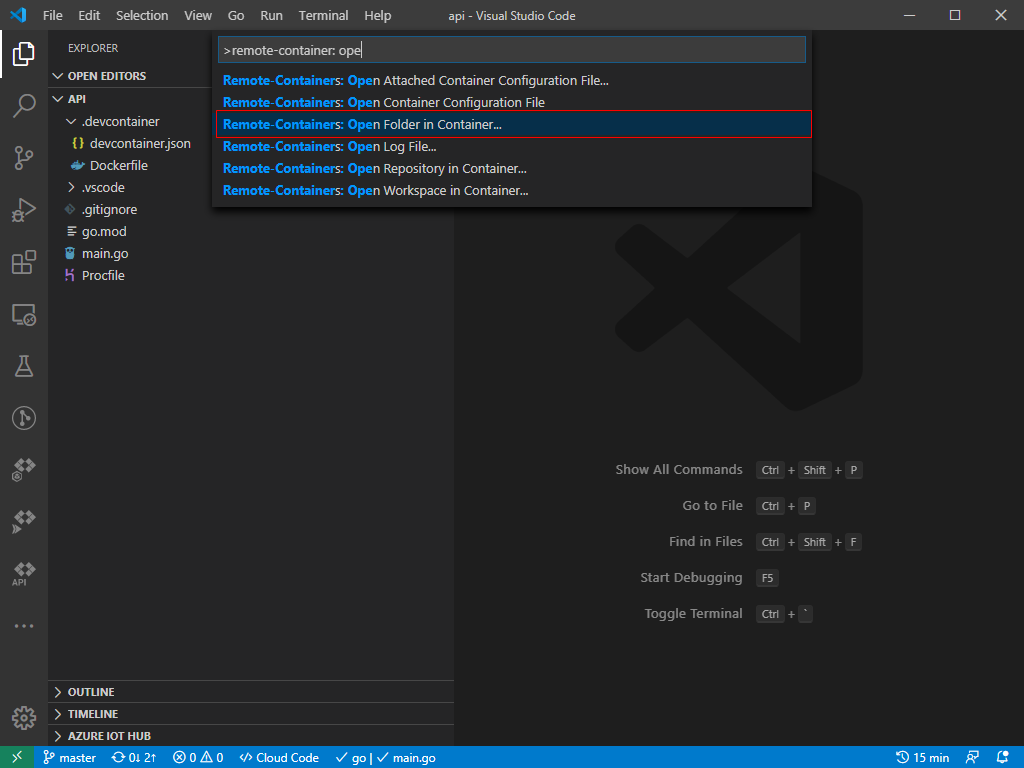 File Edit Selection View Go Run Terminal Help api - Visual Studio Code
EXPLORER
>remote-container: ope
OPEN EDITORS
Remote-Containers: Open Attached Container Configuration File...
API
Remote-Containers: Open Container Configuration File
.devcontainer
Remote-Containers: Open Folder in Container...
{} devcontainer.json
Remote-Containers: Open Log File...
Dockerfile
Remote-Containers: Open Repository in Container...
.vscode
Remote-Containers: Open Workspace in Container...
.gitignore
go.mod
main.go
Procfile
Show All Commands Ctrl + Shift + P
Go to File Ctrl + P
Find in Files Ctrl + Shift + F
Start Debugging F5
Toggle Terminal Ctrl + `
API
OUTLINE
TIMELINE
AZURE IOT HUB
master 0↓ 2↑ 0 0 Cloud Code go | main.go 15 min